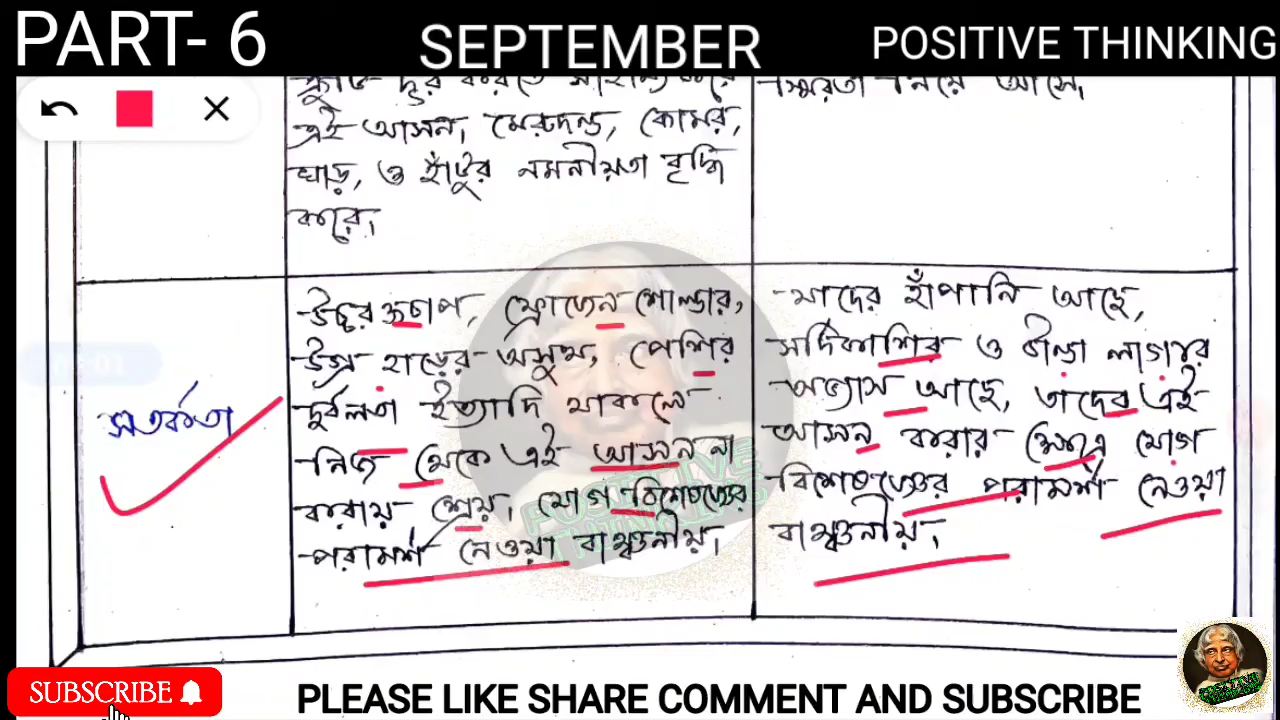 PART- 6
SEPTEMBER
POSITIVE THINKING
এই আসন, মেরুদন্ড, কোমর,
ঘাড়, ও হাঁটুর নমনীয়তা বৃদ্ধি
করে,
স্থিরতা নিয়ে আসে,
সতর্কতা
উচ্চরক্তচাপ, ফ্রোজেন শোল্ডার,
উগ্র হাড়ের অসুখ, পেশির
দুর্বলতা ইত্যাদি থাকলে
নিজ থেকে এই আসন না
করায় শ্রেয়, যোগ বিশেষজ্ঞের
পরামর্শ নেওয়া বাঞ্ছনীয়,
যাদের হাঁপানি আছে,
সর্দিকাশির ও ঠান্ডা লাগার
অভ্যাস আছে, তাদের এই
আসন করার ক্ষেত্রে যোগ
বিশেষজ্ঞের পরামর্শ নেওয়া
বাঞ্ছনীয়,
POSITIVE
THINKING
SUBSCRIBE
PLEASE LIKE SHARE COMMENT AND SUBSCRIBE